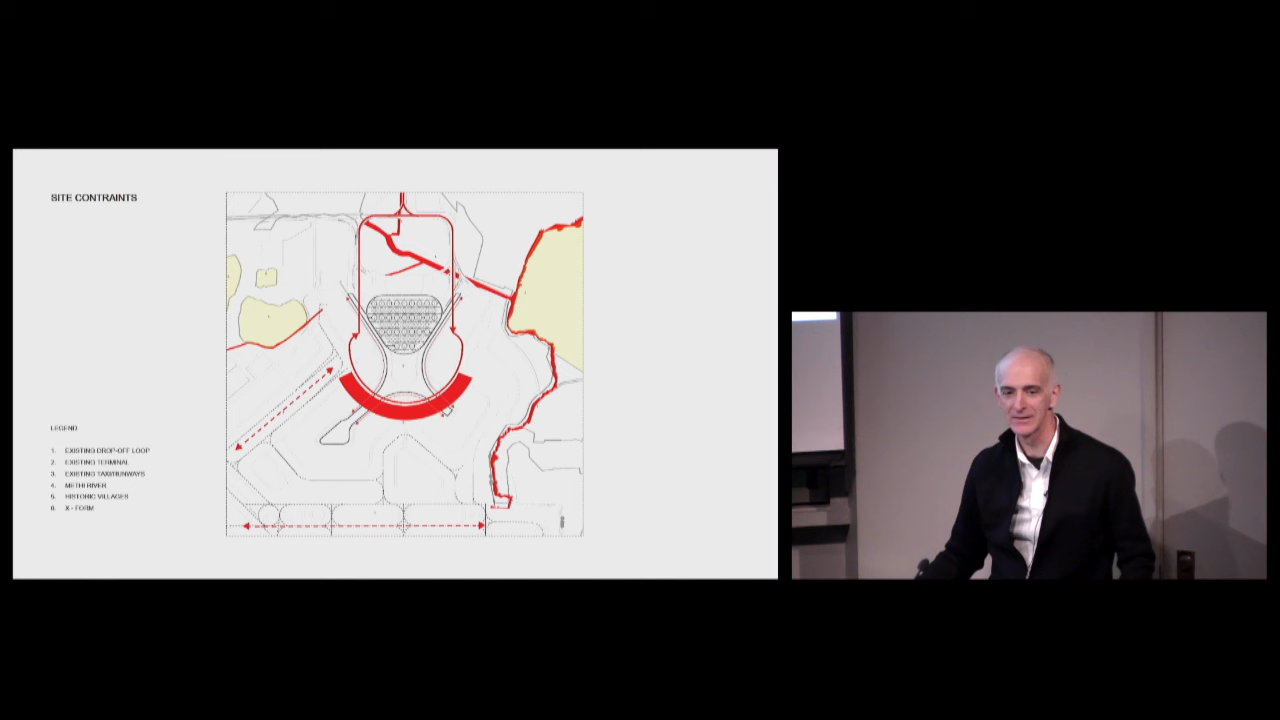 SITE CONTRAINTS
LEGEND
1. EXISTING DROP-OFF LOOP
2. EXISTING TERMINAL
3. EXISTING TAXI/RUNWAYS
4. METHI RIVER
5. HISTORIC VILLAGES
6. X - FORM